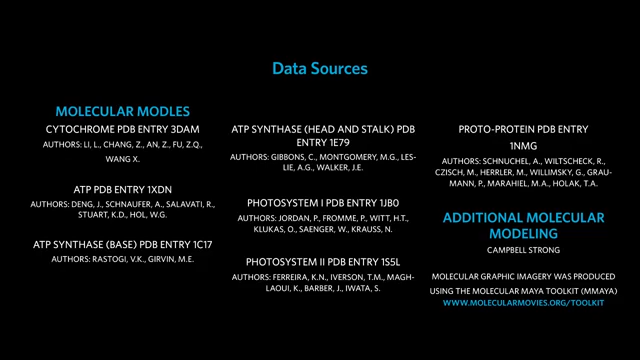 Data Sources
MOLECULAR MODLES
CYTOCHROME PDB ENTRY 3DAM
AUTHORS: LI, L., CHANG, Z., AN, Z., FU, Z.Q.,
WANG X.
ATP PDB ENTRY 1XDN
AUTHORS: DENG, J., SCHNAUFER, A., SALAVATI, R.,
STUART, K.D., HOL, W.G.
ATP SYNTHASE (BASE) PDB ENTRY 1C17
AUTHORS: RASTOGI, V.K., GIRVIN, M.E.
ATP SYNTHASE (HEAD AND STALK) PDB
ENTRY 1E79
AUTHORS: GIBBONS, C., MONTGOMERY, M.G., LES-
LIE, A.G., WALKER, J.E.
PHOTOSYSTEM I PDB ENTRY 1JB0
AUTHORS: JORDAN, P., FROMME, P., WITT, H.T.,
KLUKAS, O., SAENGER, W., KRAUSS, N.
PHOTOSYSTEM II PDB ENTRY 1S5L
AUTHORS: FERREIRA, K.N., IVERSON, T.M., MAGH-
LAOUI, K., BARBER, J., IWATA, S.
PROTO-PROTEIN PDB ENTRY
1NMG
AUTHORS: SCHNUCHEL, A., WILTSCHECK, R.,
CZISCH, M., HERRLER, M., WILLIMSKY, G., GRAU-
MANN, P., MARAHIEL, M.A., HOLAK, T.A.
ADDITIONAL MOLECULAR
MODELING
CAMPBELL STRONG
MOLECULAR GRAPHIC IMAGERY WAS PRODUCED
USING THE MOLECULAR MAYA TOOLKIT (MMAYA)
WWW.MOLECULARMOVIES.ORG/TOOLKIT